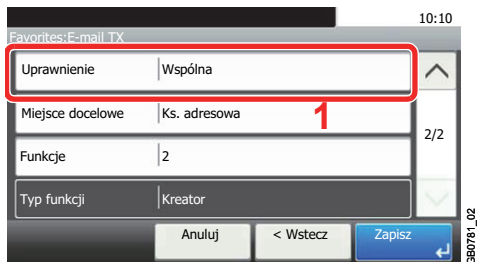 10:10
Favorites:E-mail TX
Uprawnienie Wspólna
Miejsce docelowe Ks. adresowa
1
2/2
Funkcje 2
Typ funkcji Kreator
Anuluj < Wstecz Zapisz
GB0781_02